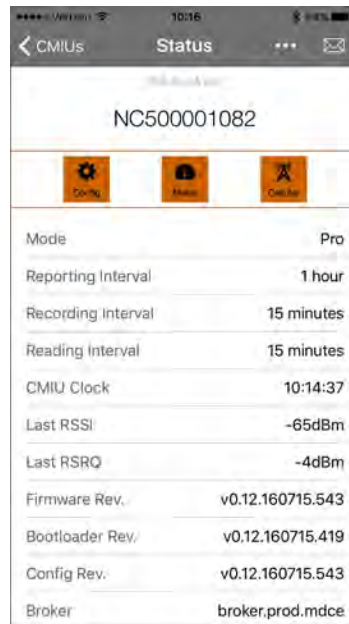 10:16
CMIUs Status
NC500001082
Config Cellular
Mode Pro
Reporting Interval 1 hour
Recording Interval 15 minutes
Reading Interval 15 minutes
CMIU Clock 10:14:37
Last RSSI -65dBm
Last RSRQ -4dBm
Firmware Rev. v0.12.160715.543
Bootloader Rev. v0.12.160715.419
Config Rev. v0.12.160715.543
Broker broker.prod.mdce